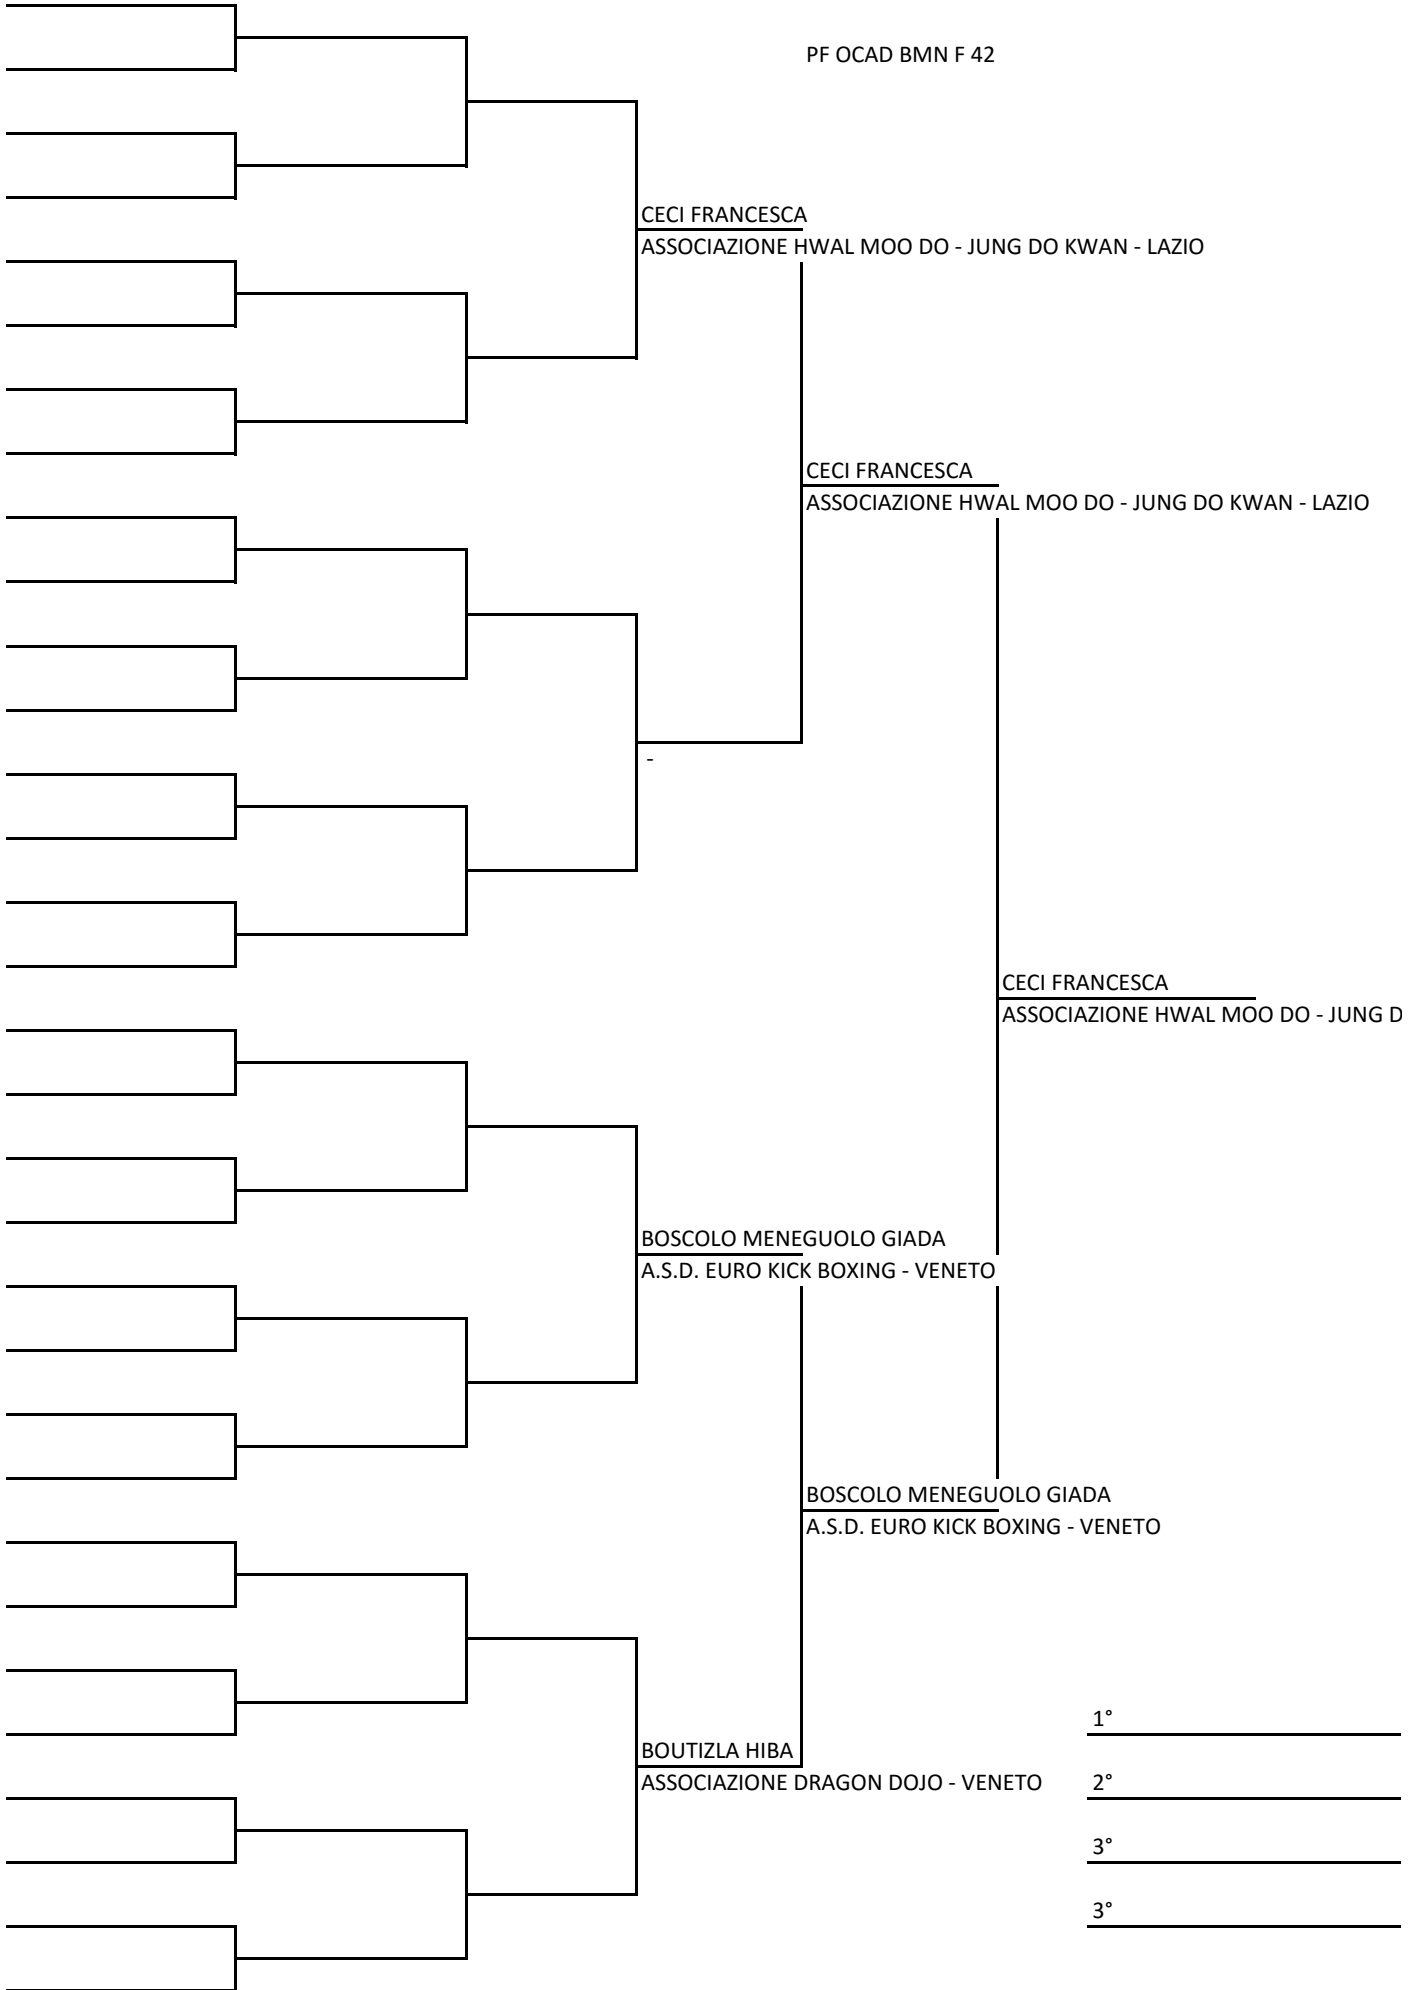 PF OCAD BMN F 42
CECI FRANCESCA
ASSOCIAZIONE HWAL MOO DO - JUNG DO KWAN - LAZIO
CECI FRANCESCA
ASSOCIAZIONE HWAL MOO DO - JUNG DO KWAN - LAZIO
-
CECI FRANCESCA
ASSOCIAZIONE HWAL MOO DO - JUNG D
BOSCOLO MENEGUOLO GIADA
A.S.D. EURO KICK BOXING - VENETO
BOSCOLO MENEGUOLO GIADA
A.S.D. EURO KICK BOXING - VENETO
1°
BOUTIZLA HIBA
ASSOCIAZIONE DRAGON DOJO - VENETO
2°
3°
3°